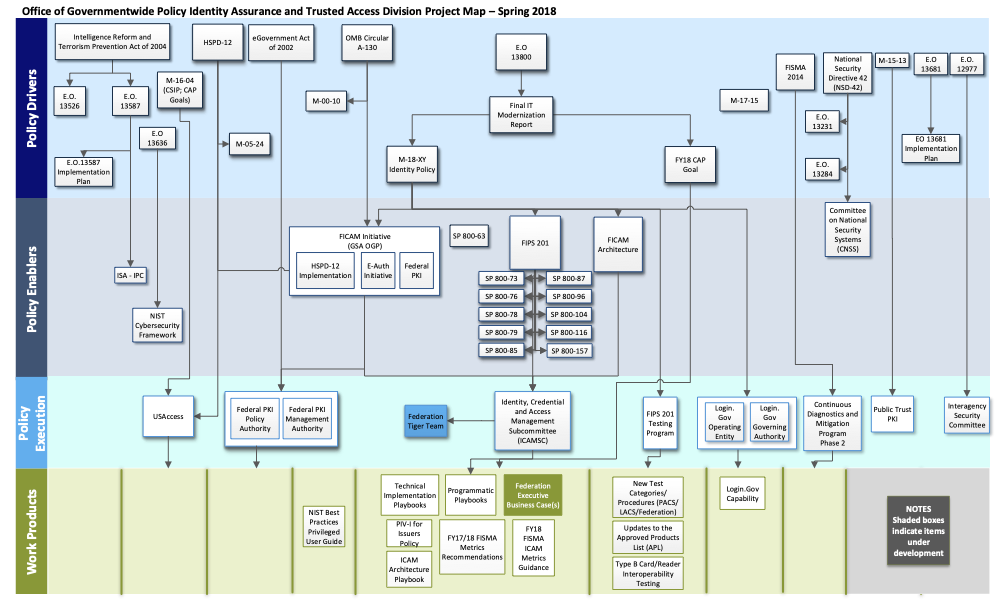 Office of Governmentwide Policy Identity Assurance and Trusted Access Division Project Map – Spring 2018
Policy Drivers
Intelligence Reform and
Terrorism Prevention Act of 2004
HSPD-12
eGovernment Act
of 2002
OMB Circular
A-130
E.O
13800
FISMA
2014
National
Security
Directive 42
(NSD-42)
M-15-13
E.O
13681
E.O.
12977
E.O.
13526
E.O.
13587
M-16-04
(CSIP; CAP
Goals)
M-00-10
Final IT
Modernization
Report
M-17-15
E.O.
13231
E.O
13636
M-05-24
EO 13681
Implementation
Plan
E.O.13587
Implementation
Plan
M-18-XY
Identity Policy
FY18 CAP
Goal
E.O.
13284
Policy Enablers
FICAM Initiative
(GSA OGP)
HSPD-12
Implementation
E-Auth
Initiative
Federal
PKI
SP 800-63
FIPS 201
FICAM
Architecture
Committee
on National
Security
Systems
(CNSS)
ISA - IPC
SP 800-73
SP 800-87
SP 800-76
SP 800-96
SP 800-78
SP 800-104
SP 800-79
SP 800-116
SP 800-85
SP 800-157
NIST
Cybersecurity
Framework
Policy
Execution
USAccess
Federal PKI
Policy
Authority
Federal PKI
Management
Authority
Federation
Tiger Team
Identity, Credential
and Access
Management
Subcommittee
(ICAMSC)
FIPS 201
Testing
Program
Login.
Gov
Operating
Entity
Login.
Gov
Governing
Authority
Continuous
Diagnostics and
Mitigation
Program
Phase 2
Public Trust
PKI
Interagency
Security
Committee
Work Products
NIST Best
Practices
Privileged
User Guide
Technical
Implementation
Playbooks
Programmatic
Playbooks
Federation
Executive
Business Case(s)
PIV-I for
Issuers
Policy
FY17/18 FISMA
Metrics
Recommendations
FY18
FISMA
ICAM
Metrics
Guidance
ICAM
Architecture
Playbook
New Test
Categories/
Procedures (PACS/
LACS/Federation)
Updates to the
Approved Products
List (APL)
Type B Card/Reader
Interoperability
Testing
Login.Gov
Capability
NOTES
Shaded boxes
indicate items
under
development